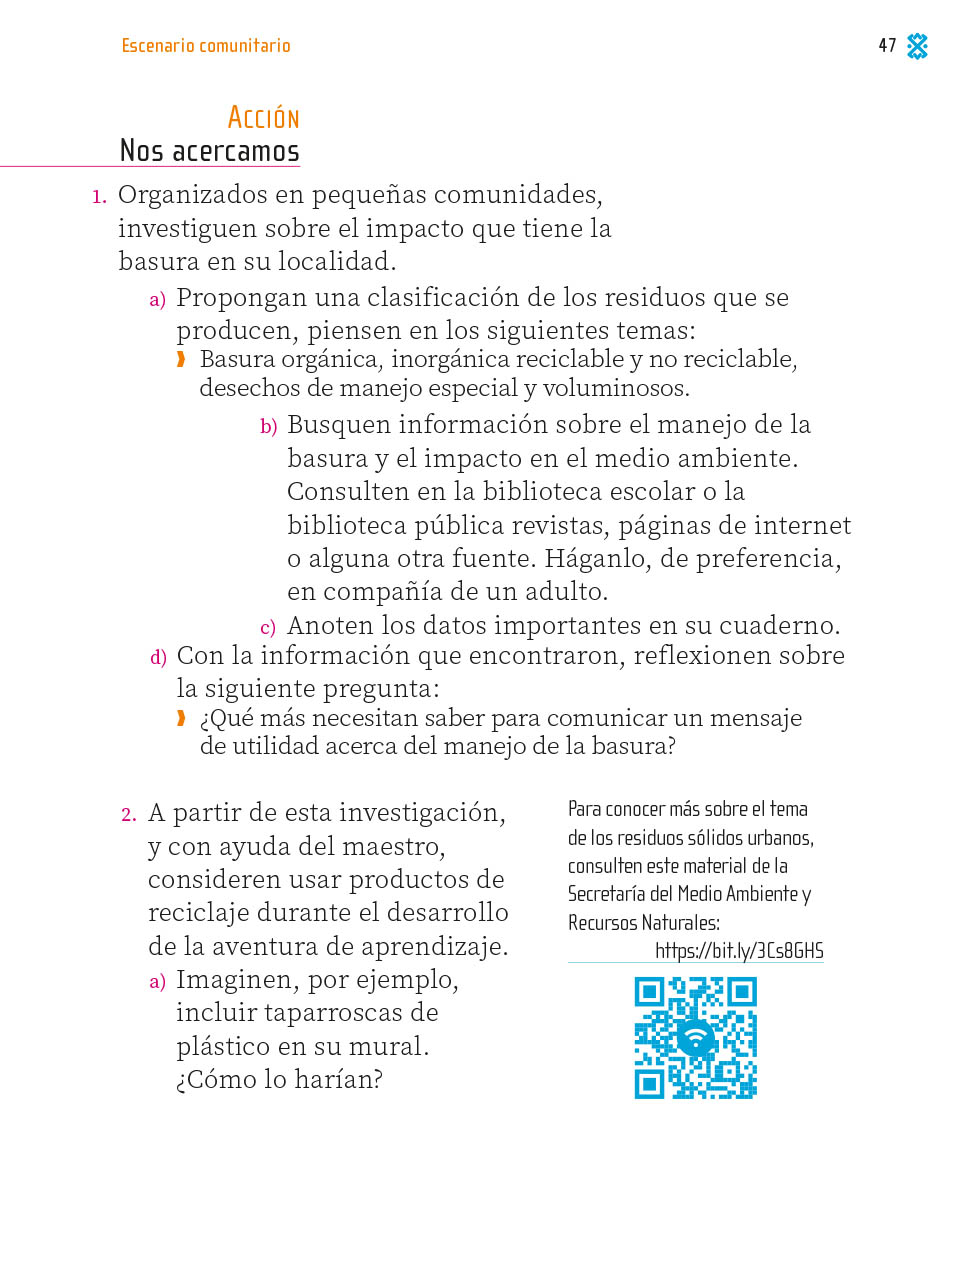 Escenario comunitario
47
Acción
Nos acercamos
1. Organizados en pequeñas comunidades,
investiguen sobre el impacto que tiene la
basura en su localidad.
a) Propongan una clasificación de los residuos que se
producen, piensen en los siguientes temas:
Basura orgánica, inorgánica reciclable y no reciclable,
desechos de manejo especial y voluminosos.
b) Busquen información sobre el manejo de la
basura y el impacto en el medio ambiente.
Consulten en la biblioteca escolar o la
biblioteca pública revistas, páginas de internet
o alguna otra fuente. Háganlo, de preferencia,
en compañía de un adulto.
c) Anoten los datos importantes en su cuaderno.
d) Con la información que encontraron, reflexionen sobre
la siguiente pregunta:
¿Qué más necesitan saber para comunicar un mensaje
de utilidad acerca del manejo de la basura?
2. A partir de esta investigación,
y con ayuda del maestro,
consideren usar productos de
reciclaje durante el desarrollo
de la aventura de aprendizaje.
a) Imaginen, por ejemplo,
incluir taparroscas de
plástico en su mural.
¿Cómo lo harían?
Para conocer más sobre el tema
de los residuos sólidos urbanos,
consulten este material de la
Secretaría del Medio Ambiente y
Recursos Naturales:
https://bit.ly/3Cs8GHS